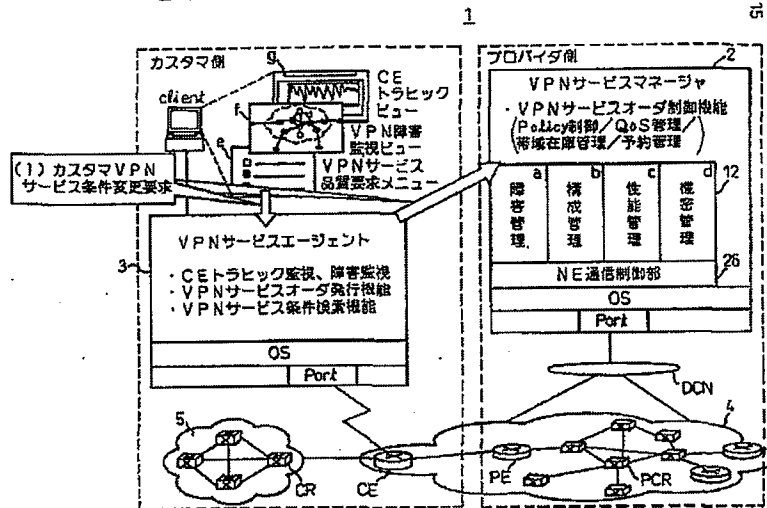 1
15
カスタマ側
client
g
CE
トラヒック
ビュー
f
VPN障害
監視ビュー
e
VPNサービス
品質要求メニュー
(1)カスタマVPN
サービス条件変更要求
3
VPNサービスエージェント
・CEトラヒック監視、障害監視
・VPNサービスオーダ発行機能
・VPNサービス条件検索機能
OS
Port
5
CR
CE
プロバイダ側
2
VPNサービスマネージャ
・VPNサービスオーダ制御機能
(Policy制御/QoS管理/
帯域在庫管理/予約管理)
a
障害管理
b
構成管理
c
性能管理
d
機密管理
12
NE通信制御部
26
OS
Port
DCN
4
PE
PCR